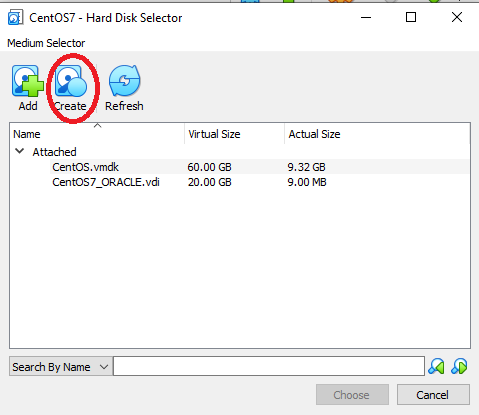 CentOS7 - Hard Disk Selector
Medium Selector
Add Create Refresh
Name Virtual Size Actual Size
Attached
CentOS.vmdk 60.00 GB 9.32 GB
CentOS7_ORACLE.vdi 20.00 GB 9.00 MB
Search By Name
Choose Cancel